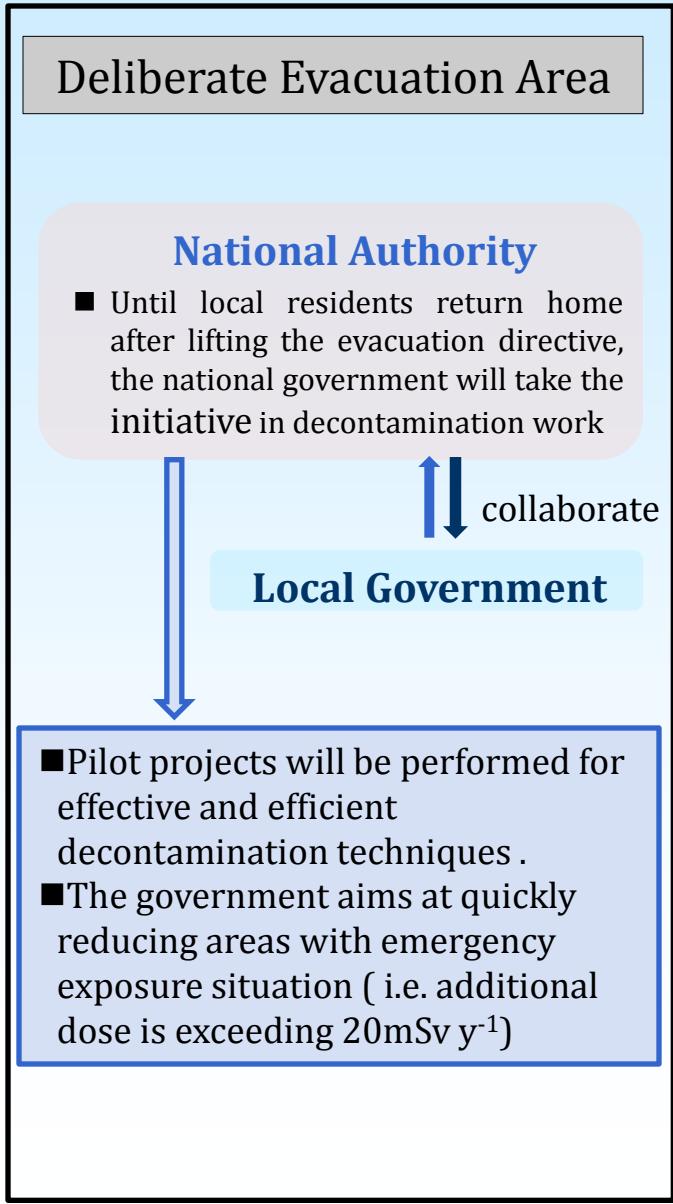 Deliberate Evacuation Area
National Authority
■ Until local residents return home
after lifting the evacuation directive,
the national government will take the
initiative in decontamination work
collaborate
Local Government
■Pilot projects will be performed for
effective and efficient
decontamination techniques .
■The government aims at quickly
reducing areas with emergency
exposure situation ( i.e. additional
dose is exceeding 20mSv y⁻¹)